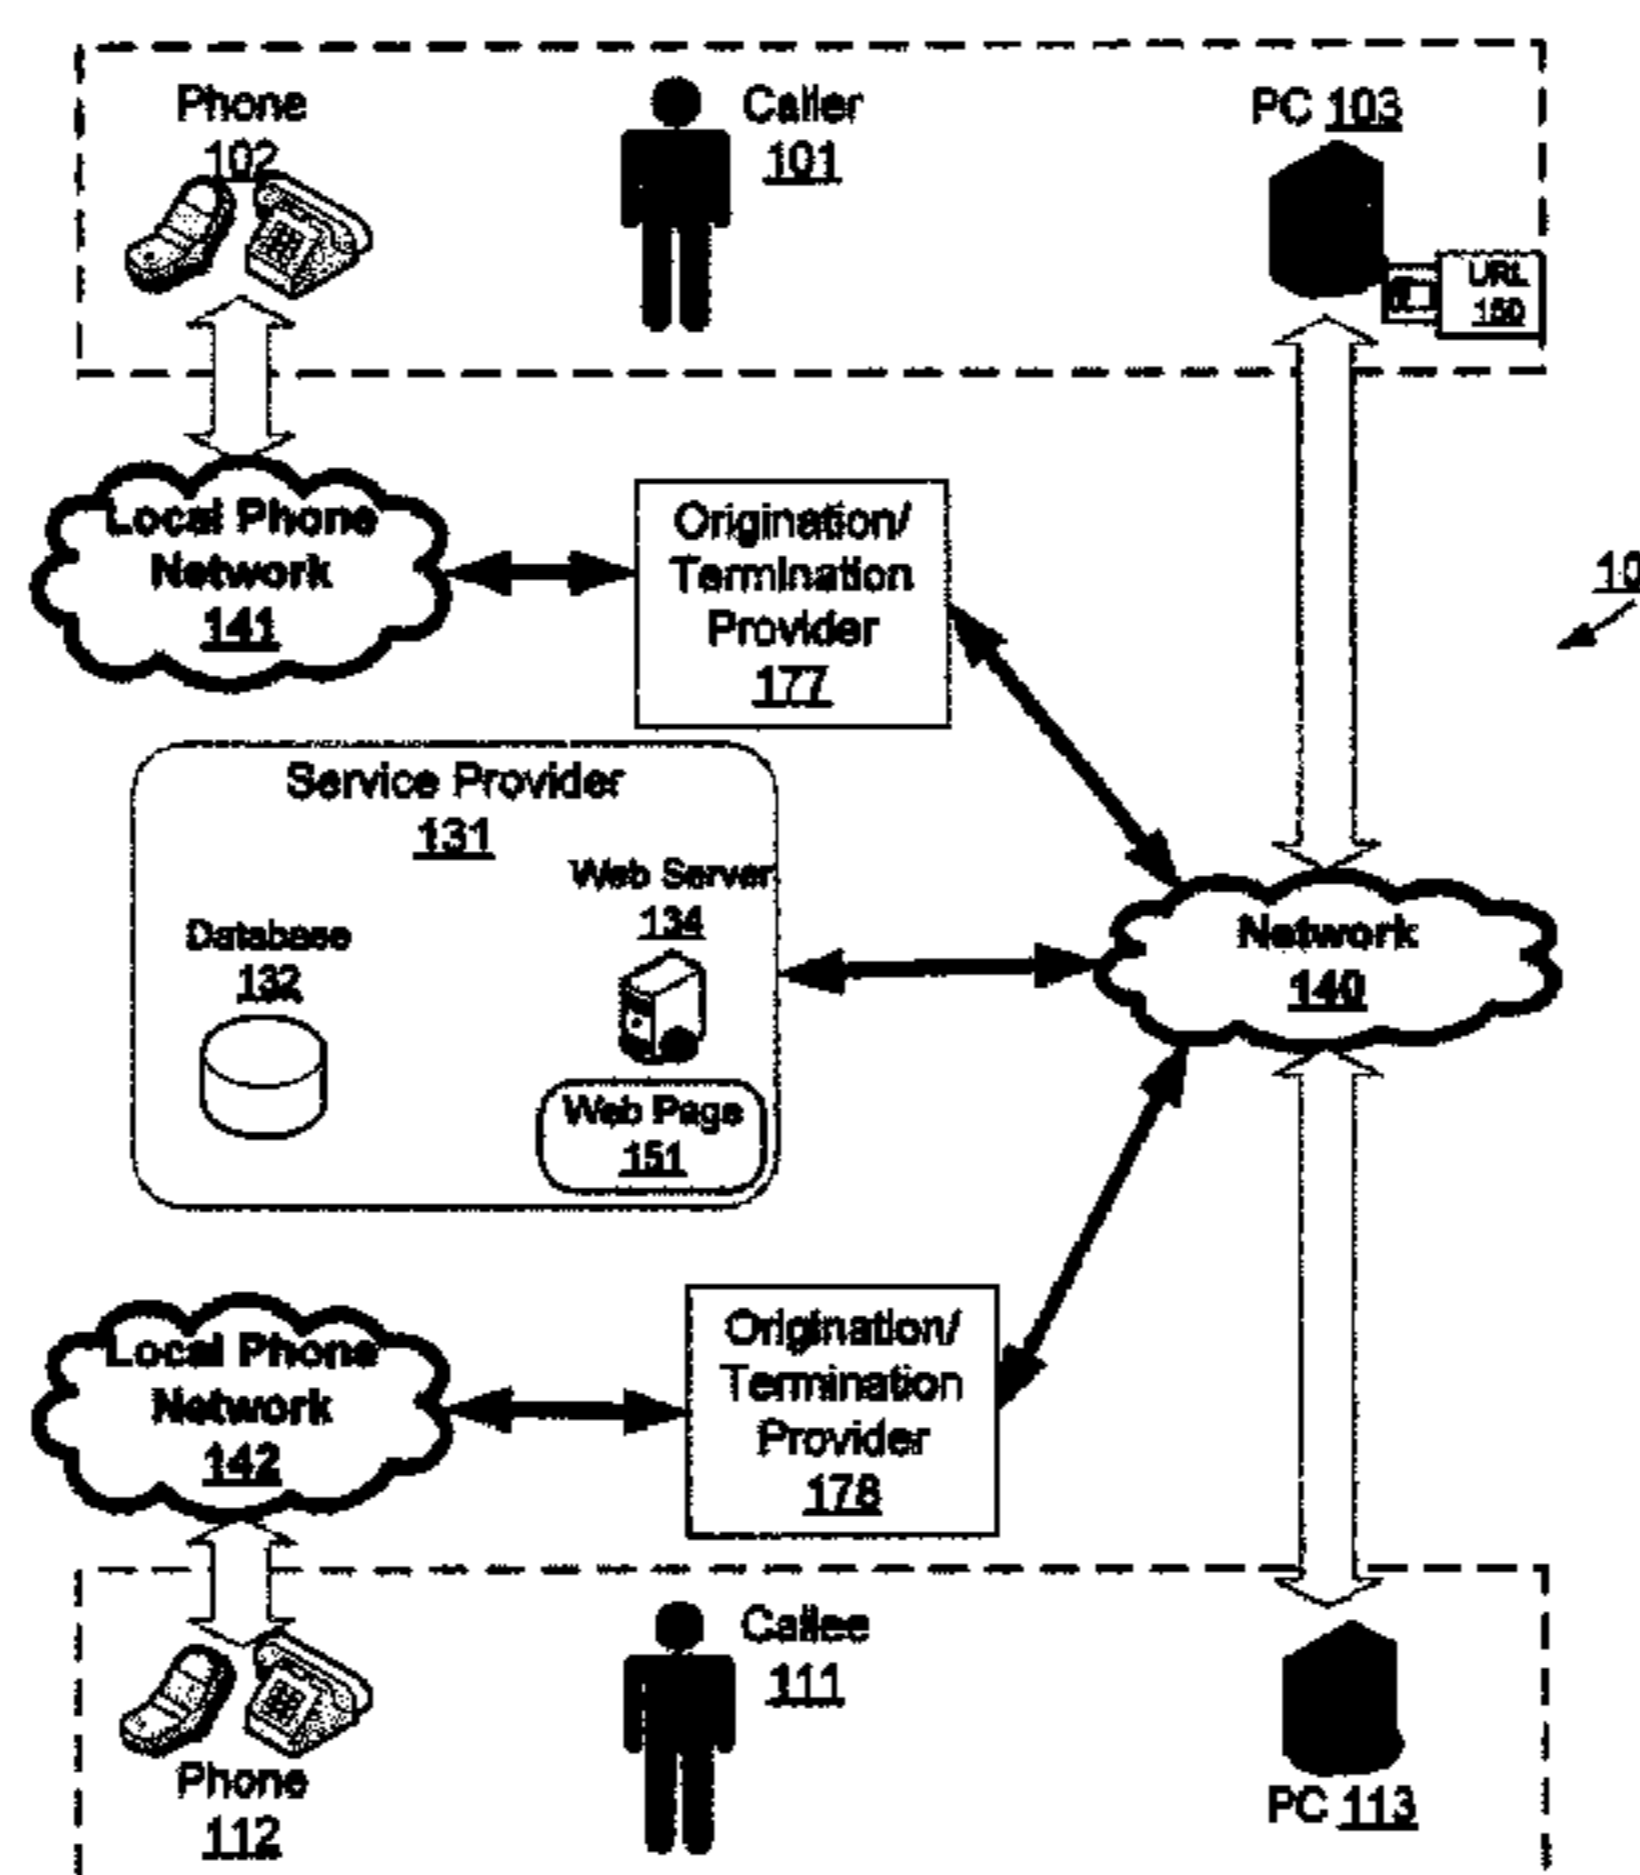 Phone
102
Caller
101
PC 103
URL
150
Local Phone
Network
141
Origination/
Termination
Provider
177
10
Service Provider
131
Web Server
134
Database
132
Web Page
151
Network
140
Local Phone
Network
142
Origination/
Termination
Provider
178
Callee
111
Phone
112
PC 113